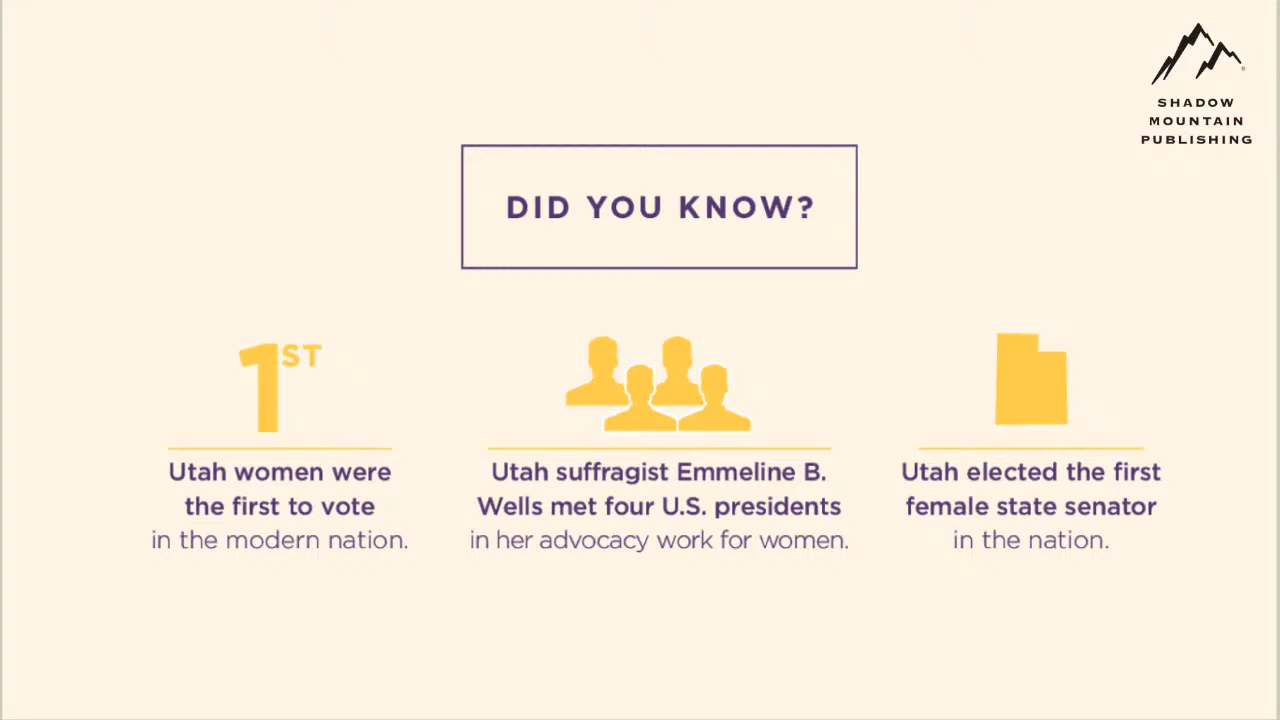 SHADOW
MOUNTAIN
PUBLISHING
DID YOU KNOW?
1ST
Utah women were
the first to vote
in the modern nation.
Utah suffragist Emmeline B.
Wells met four U.S. presidents
in her advocacy work for women.
Utah elected the first
female state senator
in the nation.